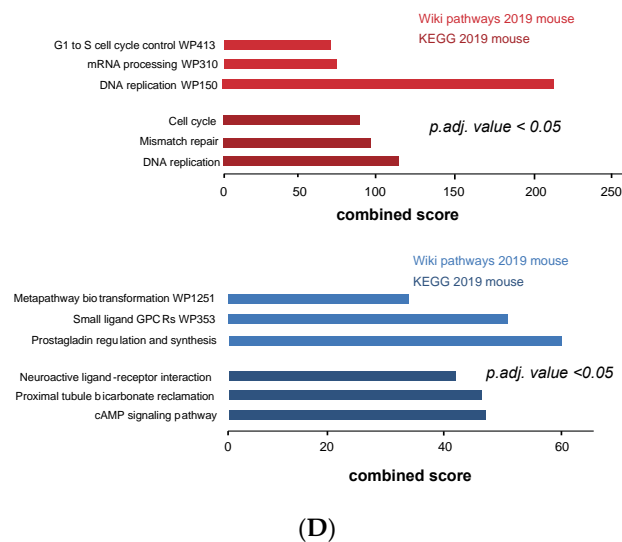 Wiki pathways 2019 mouse
KEGG 2019 mouse
G1 to S cell cycle control WP413
mRNA processing WP310
DNA replication WP150
Cell cycle
Mismatch repair
DNA replication
p.adj. value < 0.05
0 50 100 150 200 250
combined score
Wiki pathways 2019 mouse
KEGG 2019 mouse
Metapathway bio transformation WP1251
Small ligand GPCRs WP353
Prostagladin regulation and synthesis
Neuroactive ligand-receptor interaction
Proximal tubule bicarbonate reclamation
cAMP signaling pathway
p.adj. value <0.05
0 20 40 60
combined score
(D)